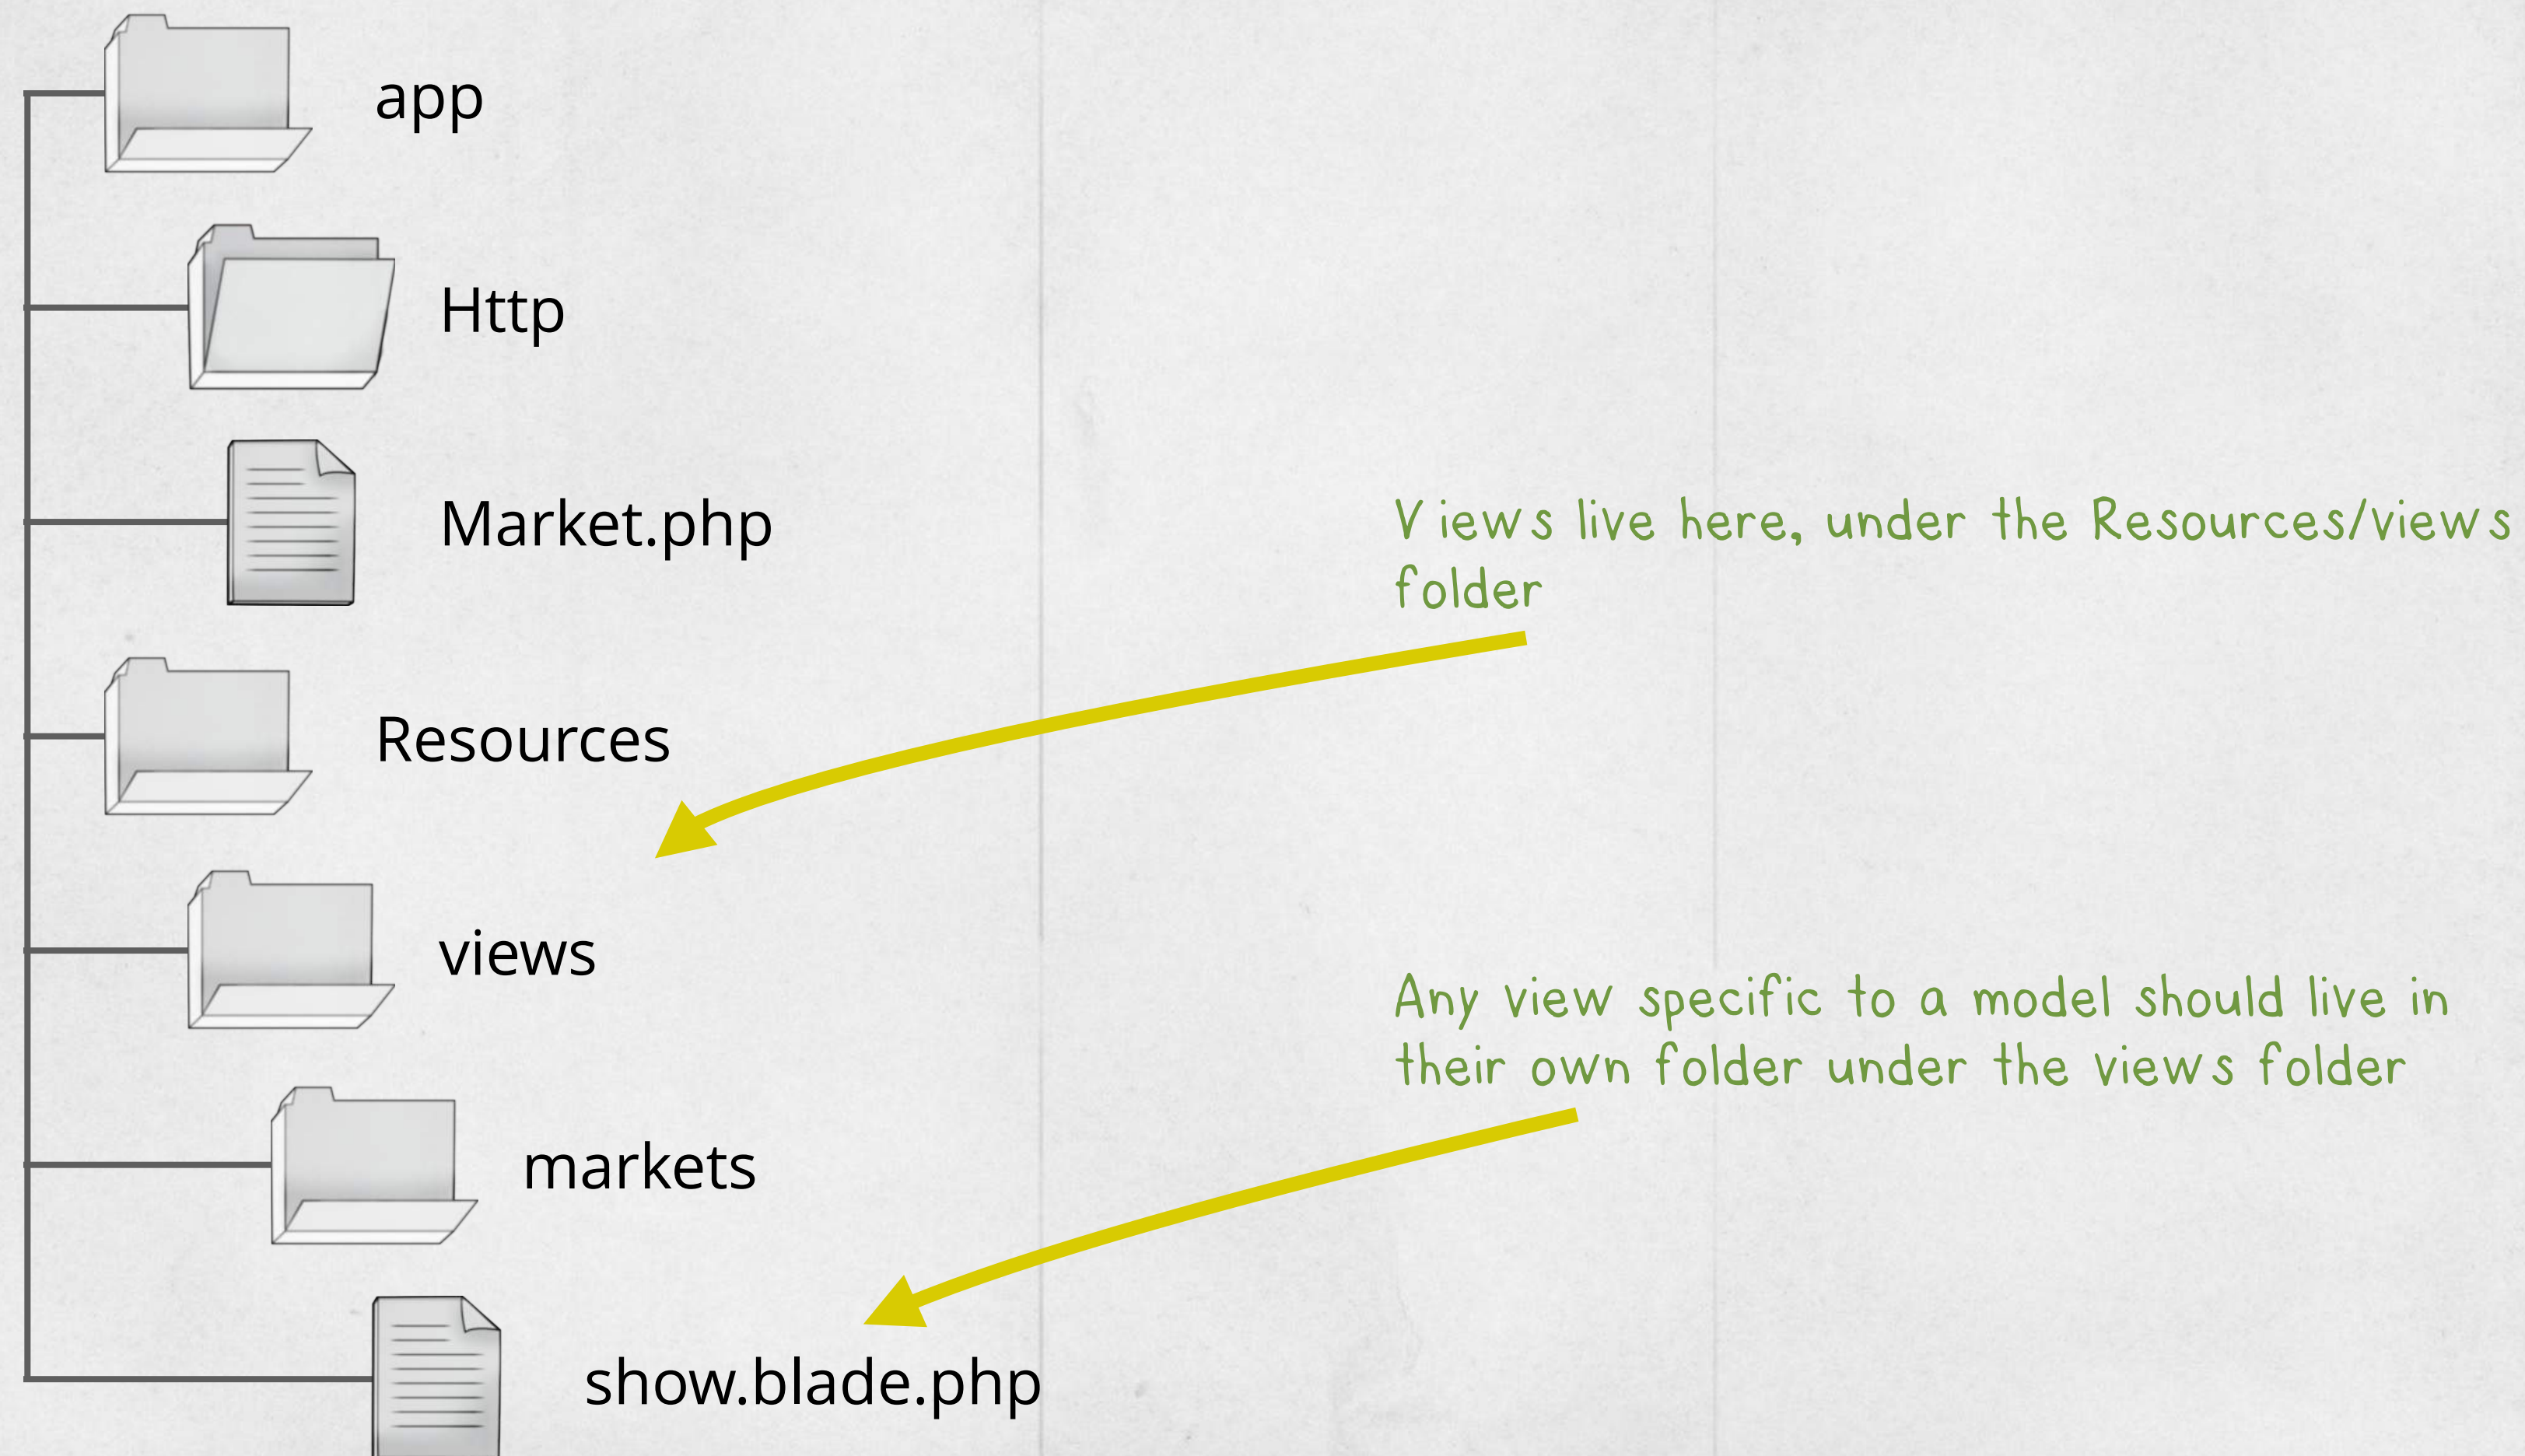 app
Http
Market.php
Views live here, under the Resources/views
folder
Resources
views
Any view specific to a model should live in
their own folder under the views folder
markets
show.blade.php